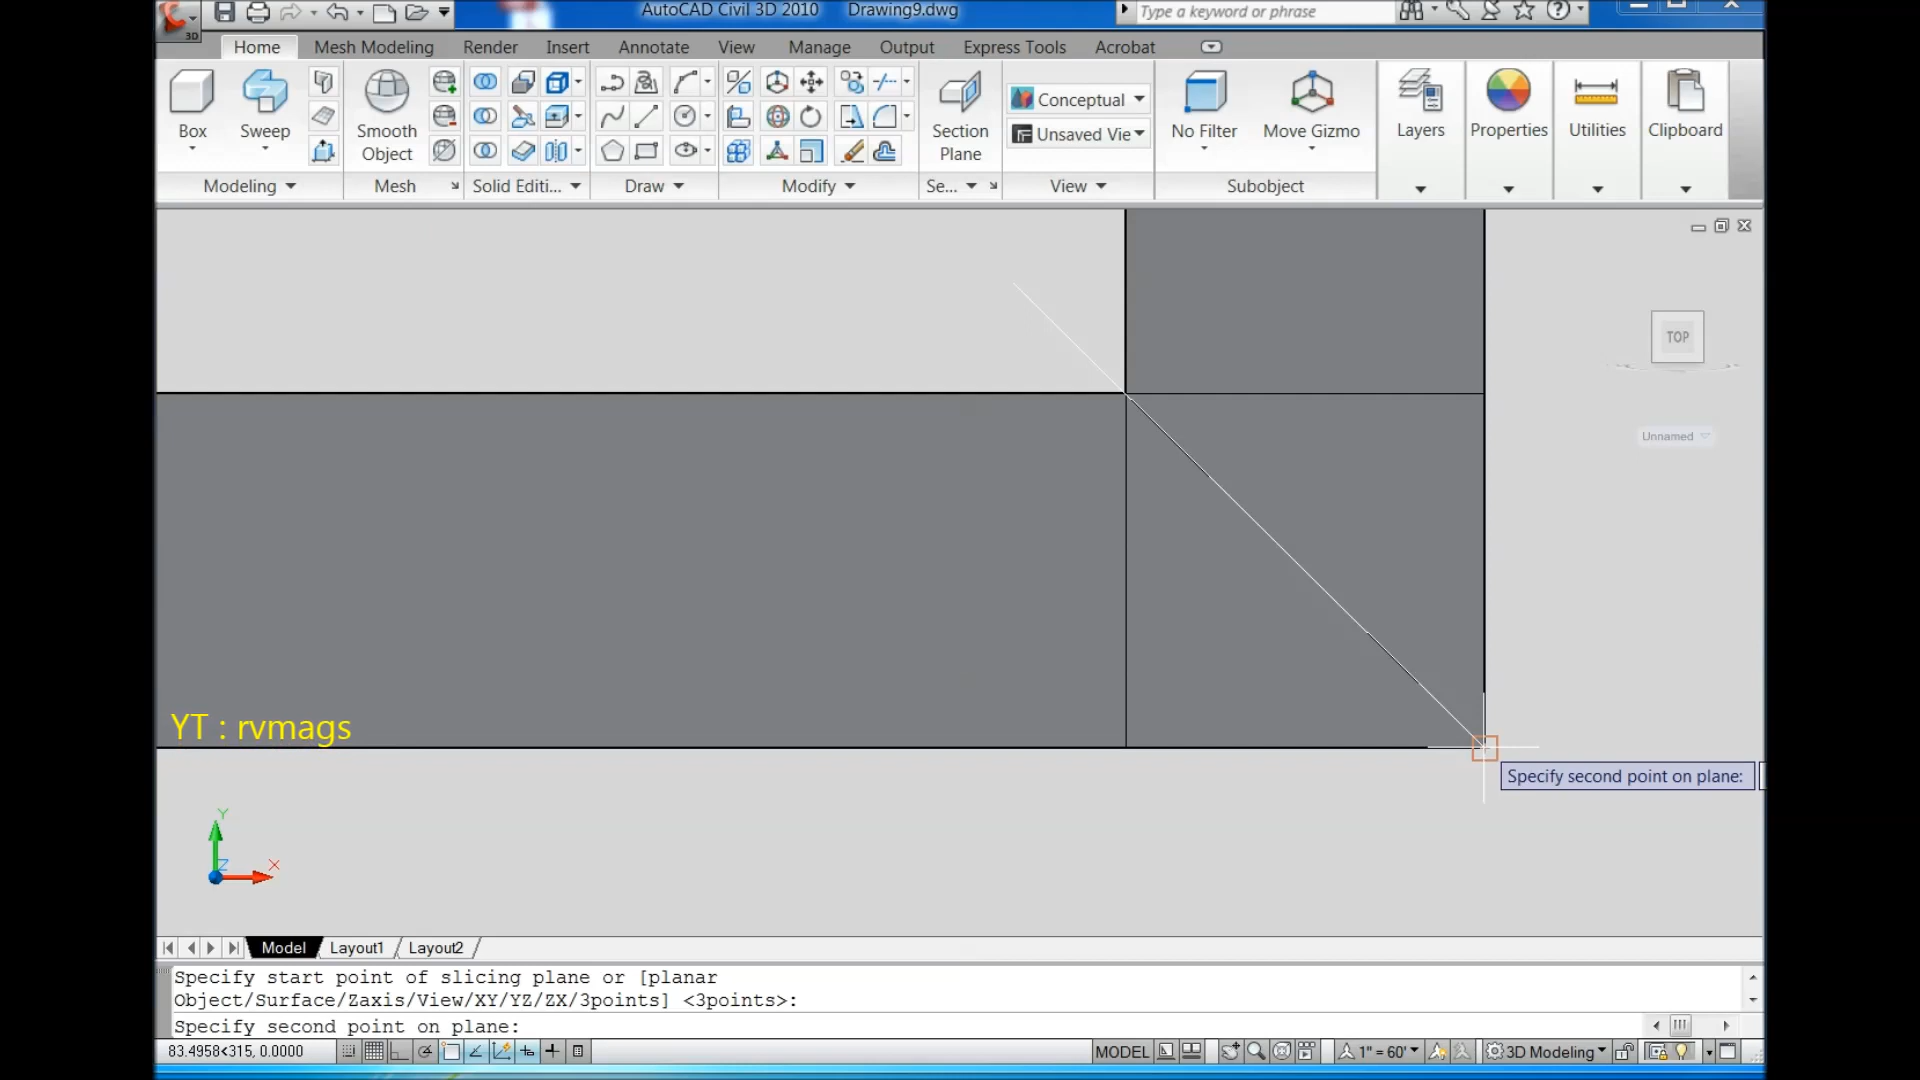 AutoCAD Civil 3D 2010 Drawing9.dwg
Type a keyword or phrase
3D
Home Mesh Modeling Render Insert Annotate View Manage Output Express Tools Acrobat
Box Sweep Smooth Object Section Plane
Conceptual
Unsaved Vie
No Filter Move Gizmo Layers Properties Utilities Clipboard
Modeling Mesh Solid Editi... Draw Modify Se... View Subobject
TOP
Unnamed
YT : rvmags
Specify second point on plane:
Y
Z X
Model Layout1 Layout2
Specify start point of slicing plane or [planar
Object/Surface/Zaxis/View/XY/YZ/ZX/3points] <3points>:
Specify second point on plane:
83.4958<315, 0.0000 MODEL 1" = 60' 3D Modeling